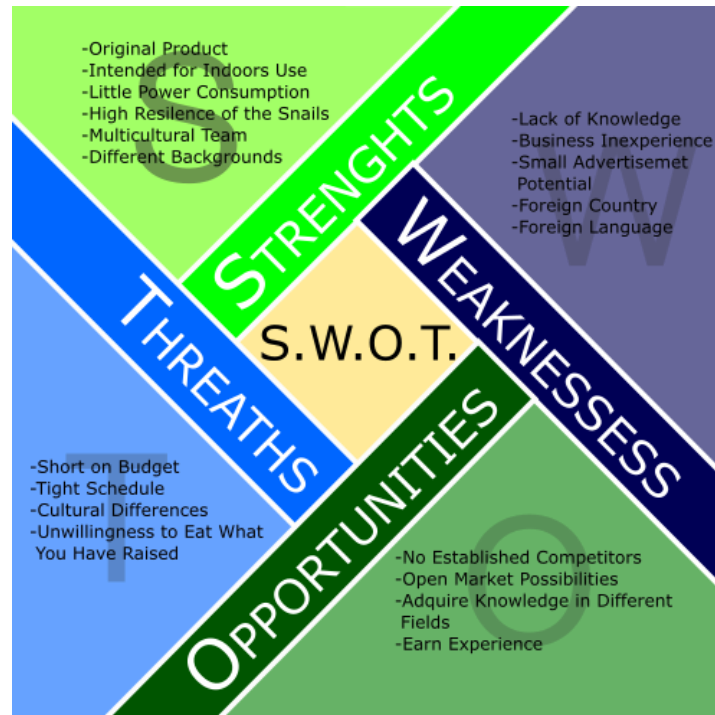 -Original Product
-Intended for Indoors Use
-Little Power Consumption
-High Resilence of the Snails
-Multicultural Team
-Different Backgrounds
S
STRENGHTS
-Lack of Knowledge
-Business Inexperience
-Small Advertisemet
Potential
-Foreign Country
-Foreign Language
W
WEAKNESSESS
S.W.O.T.
THREATHS
-Short on Budget
-Tight Schedule
-Cultural Differences
-Unwillingness to Eat What
You Have Raised
T
OPPORTUNITIES
-No Established Competitors
-Open Market Possibilities
-Adquire Knowledge in Different
Fields
-Earn Experience
O